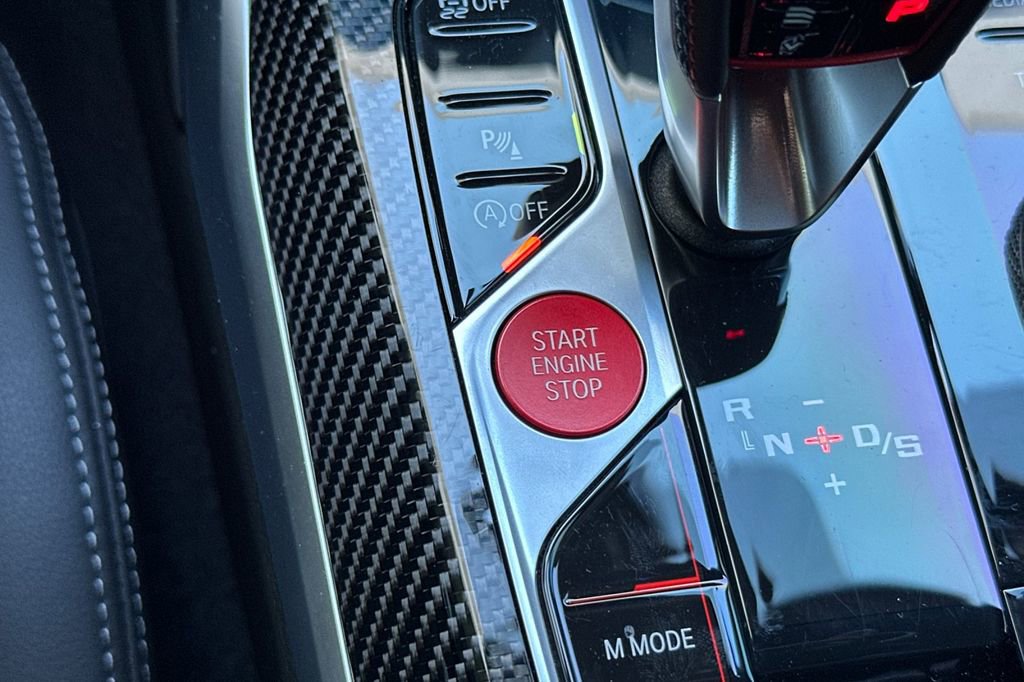 OFF
P
P
A OFF
START
ENGINE
STOP
R −
N D/S
+
M MODE